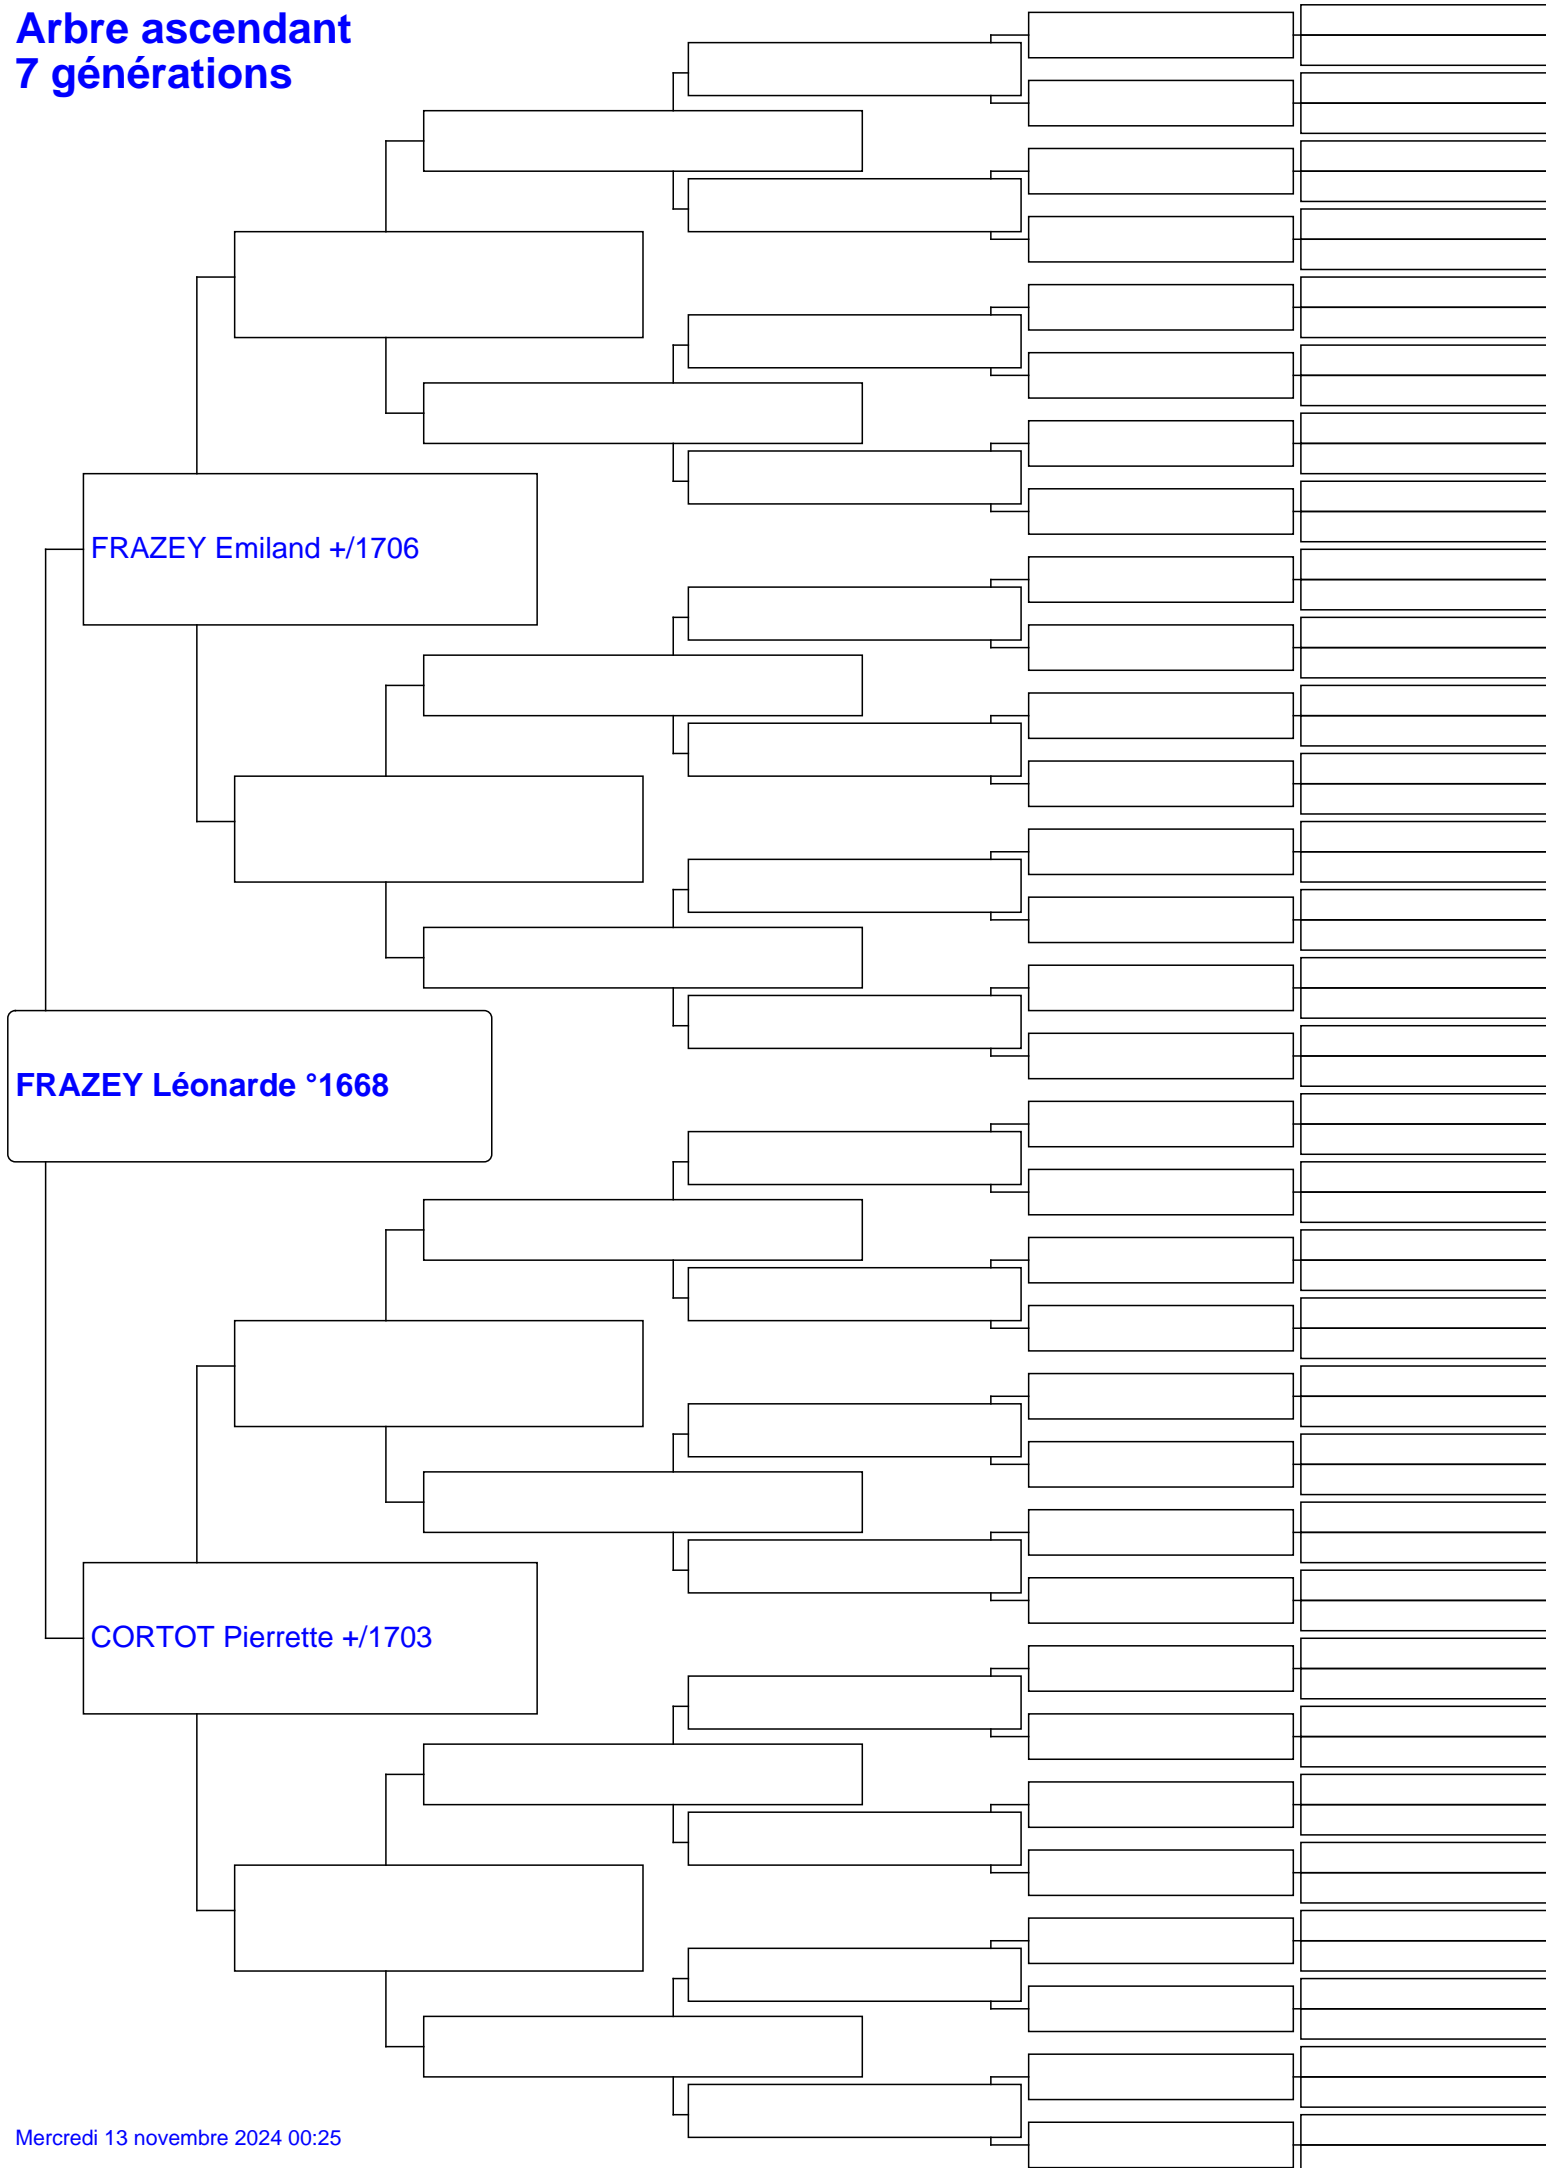 Arbre ascendant
7 générations
FRAZEY Emiland +/1706
FRAZEY Léonarde °1668
CORTOT Pierrette +/1703
Mercredi 13 novembre 2024 00:25